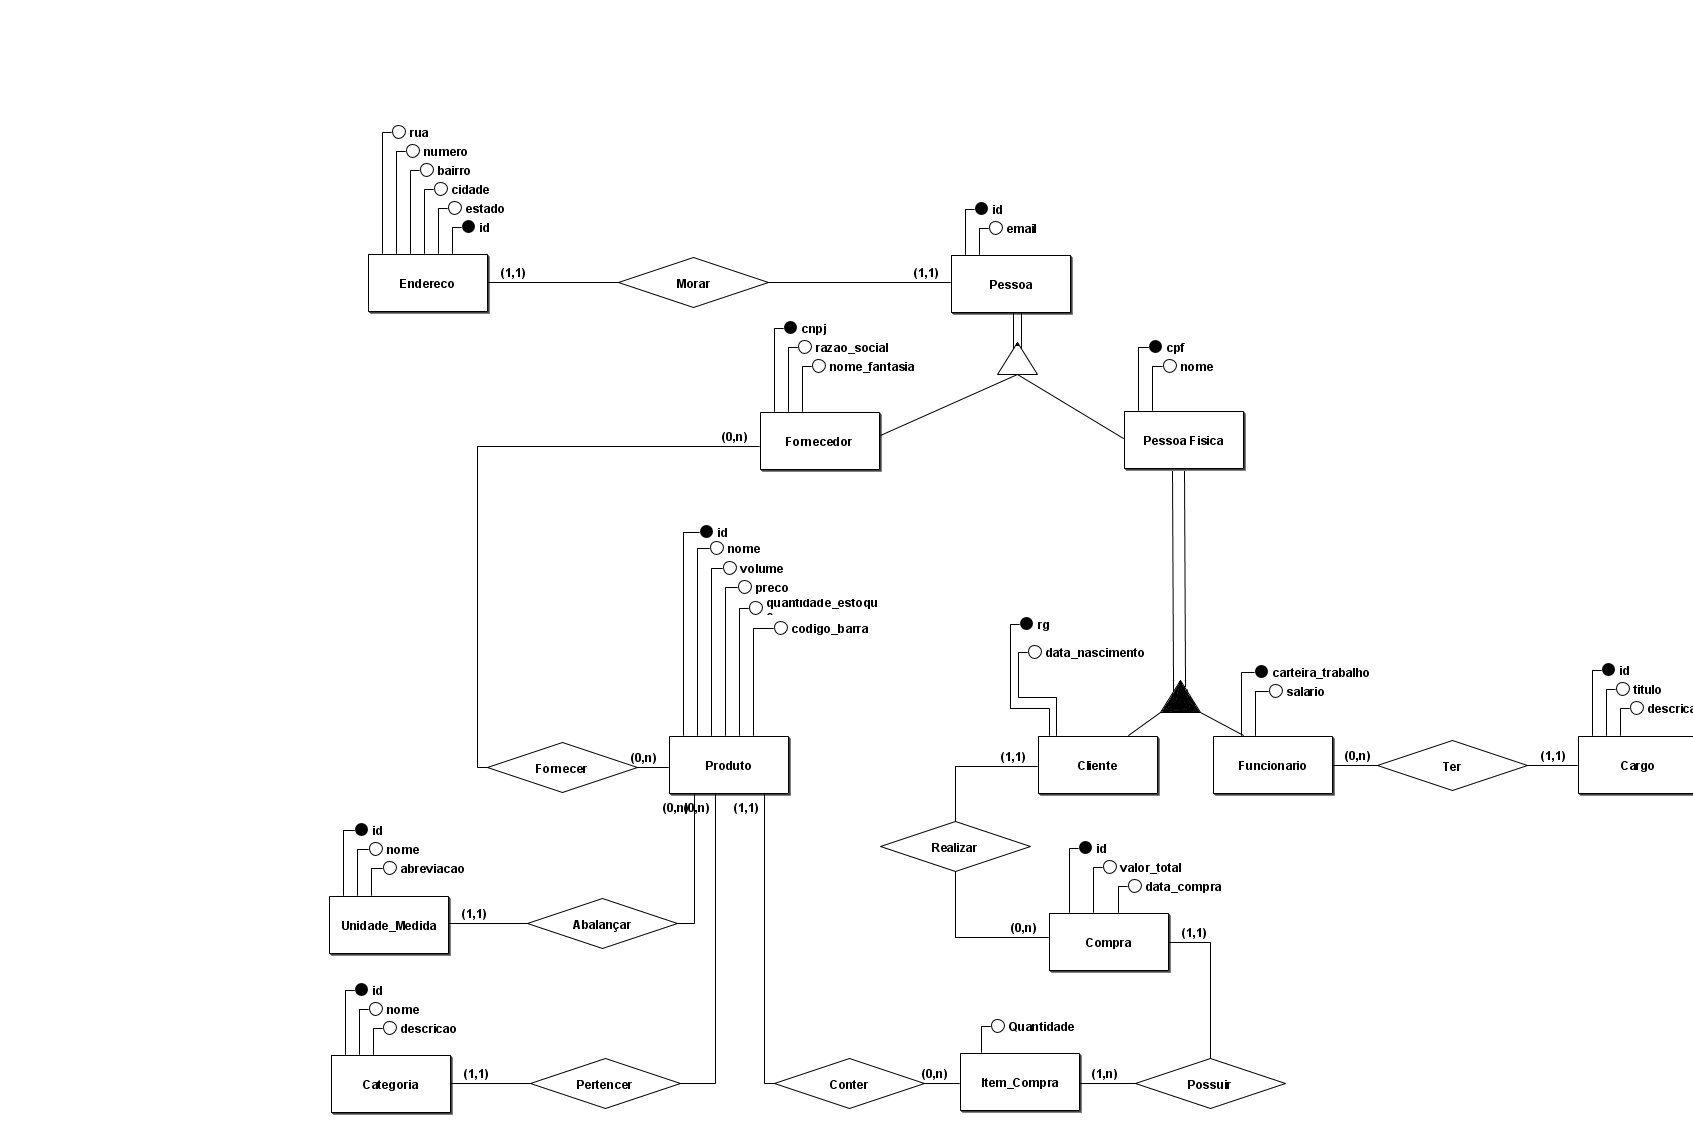 rua
numero
bairro
cidade
estado
id
Endereco
(1,1)
Morar
(1,1)
id
email
Pessoa
cnpj
razao_social
nome_fantasia
(0,n)
Fornecedor
cpf
nome
Pessoa Fisica
id
nome
volume
preco
quantidade_estoqu
codigo_barra
Fornecer
(0,n)
Produto
(0,n)
(0,n)
(1,1)
rg
data_nascimento
(1,1)
Cliente
carteira_trabalho
salario
Funcionario
(0,n)
Ter
(1,1)
id
titulo
descrica
Cargo
Realizar
id
valor_total
data_compra
(0,n)
Compra
(1,1)
id
nome
abreviacao
Unidade_Medida
(1,1)
Abalançar
id
nome
descricao
Categoria
(1,1)
Pertencer
Conter
(0,n)
Quantidade
Item_Compra
(1,n)
Possuir